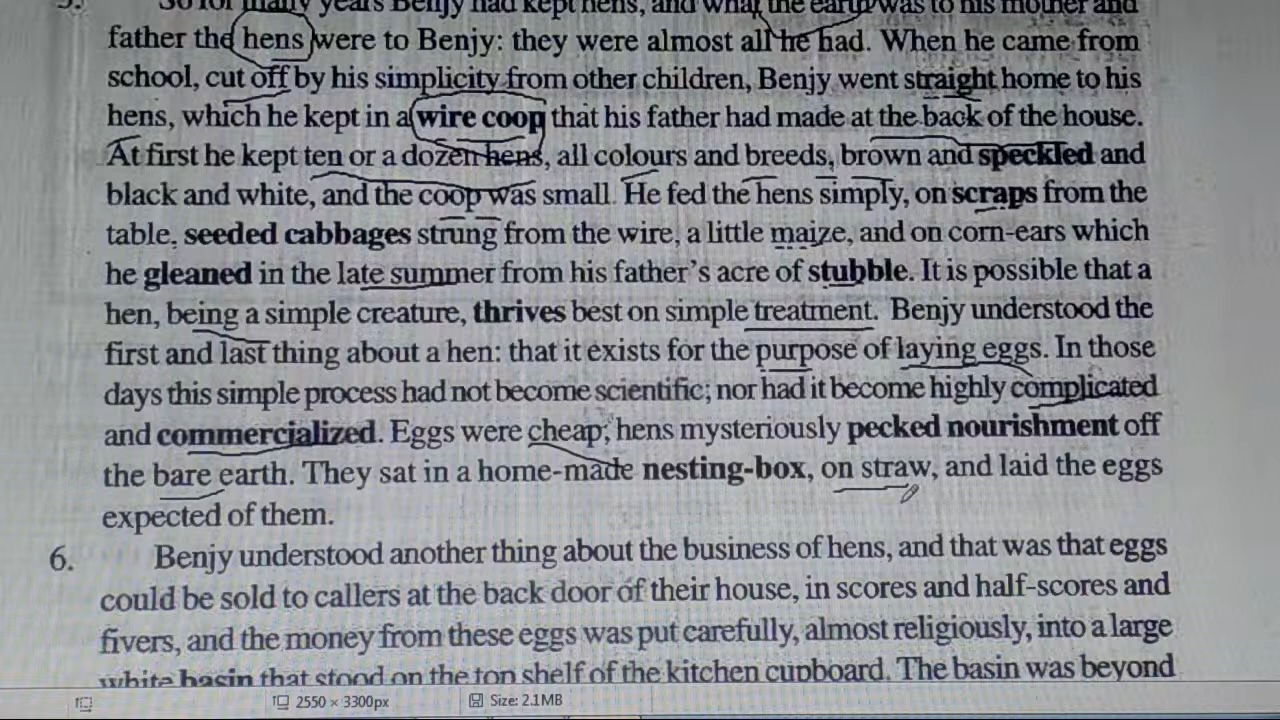 So for many years Benjy had kept hens, and what the earth was to his mother and
father the hens were to Benjy: they were almost all he had. When he came from
school, cut off by his simplicity from other children, Benjy went straight home to his
hens, which he kept in a wire coop that his father had made at the back of the house.
At first he kept ten or a dozen hens, all colours and breeds, brown and speckled and
black and white, and the coop was small. He fed the hens simply, on scraps from the
table, seeded cabbages strung from the wire, a little maize, and on corn-ears which
he gleaned in the late summer from his father's acre of stubble. It is possible that a
hen, being a simple creature, thrives best on simple treatment. Benjy understood the
first and last thing about a hen: that it exists for the purpose of laying eggs. In those
days this simple process had not become scientific; nor had it become highly complicated
and commercialized. Eggs were cheap; hens mysteriously pecked nourishment off
the bare earth. They sat in a home-made nesting-box, on straw, and laid the eggs
expected of them.
6. Benjy understood another thing about the business of hens, and that was that eggs
could be sold to callers at the back door of their house, in scores and half-scores and
fivers, and the money from these eggs was put carefully, almost religiously, into a large
white basin that stood on the top shelf of the kitchen cupboard. The basin was beyond
2550 × 3300px Size: 2.1MB